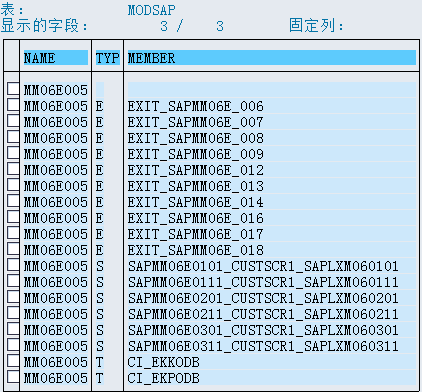 表： MODSAP
显示的字段： 3 / 3 固定列：
NAME TYP MEMBER
MM06E005
MM06E005 E EXIT_SAPMM06E_006
MM06E005 E EXIT_SAPMM06E_007
MM06E005 E EXIT_SAPMM06E_008
MM06E005 E EXIT_SAPMM06E_009
MM06E005 E EXIT_SAPMM06E_012
MM06E005 E EXIT_SAPMM06E_013
MM06E005 E EXIT_SAPMM06E_014
MM06E005 E EXIT_SAPMM06E_016
MM06E005 E EXIT_SAPMM06E_017
MM06E005 E EXIT_SAPMM06E_018
MM06E005 S SAPMM06E0101_CUSTSCR1_SAPLXM060101
MM06E005 S SAPMM06E0111_CUSTSCR1_SAPLXM060111
MM06E005 S SAPMM06E0201_CUSTSCR1_SAPLXM060201
MM06E005 S SAPMM06E0211_CUSTSCR1_SAPLXM060211
MM06E005 S SAPMM06E0301_CUSTSCR1_SAPLXM060301
MM06E005 S SAPMM06E0311_CUSTSCR1_SAPLXM060311
MM06E005 T CI_EKKODB
MM06E005 T CI_EKPODB